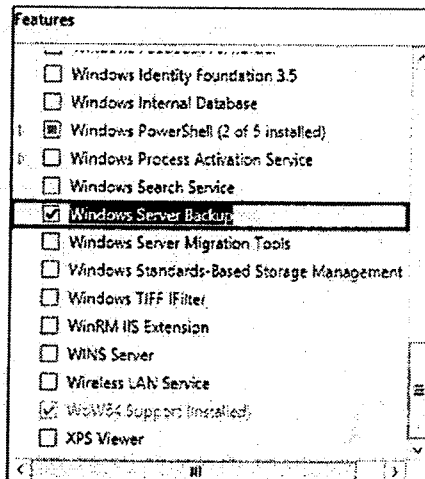 Features
Windows Identity Foundation 3.5
Windows Internal Database
Windows PowerShell (2 of 5 installed)
Windows Process Activation Service
Windows Search Service
Windows Server Backup
Windows Server Migration Tools
Windows Standards-Based Storage Management
Windows TIFF IFilter
WinRM IIS Extension
WINS Server
Wireless LAN Service
WoW64 Support (Installed)
XPS Viewer